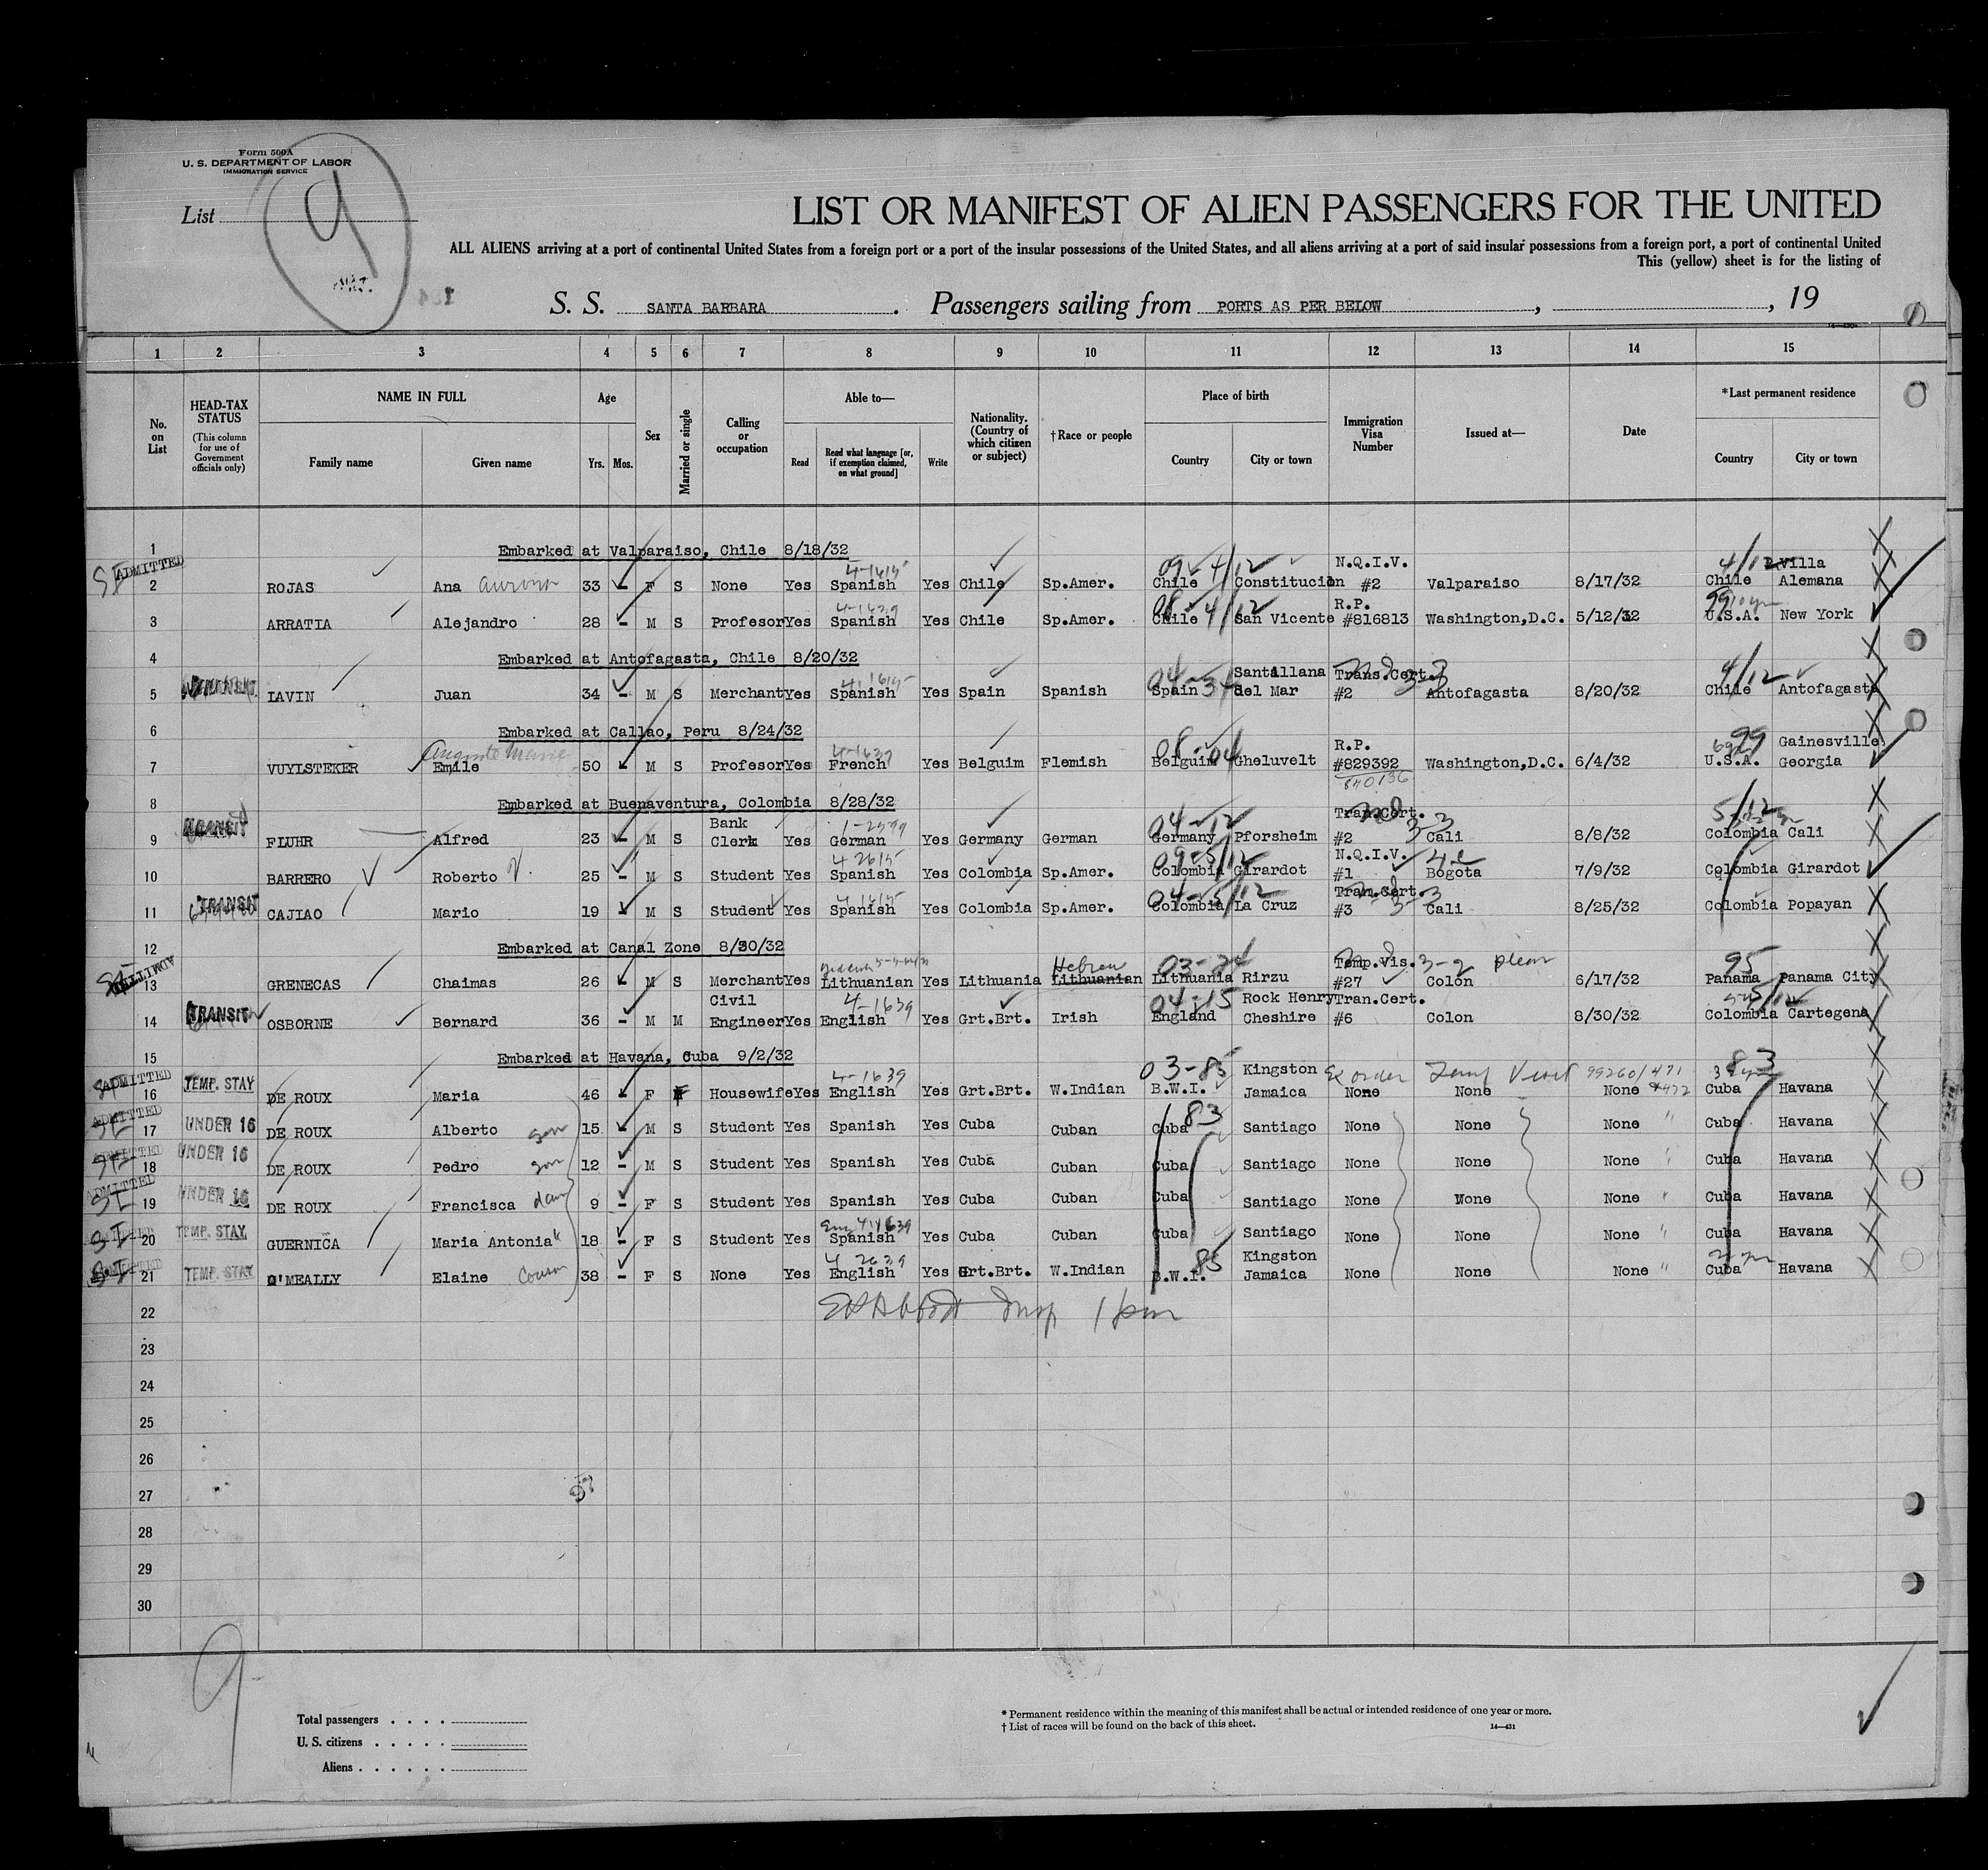 Form 500A
U. S. DEPARTMENT OF LABOR
IMMIGRATION SERVICE
List
9
LIST OR MANIFEST OF ALIEN PASSENGERS FOR THE UNITED
ALL ALIENS arriving at a port of continental United States from a foreign port or a port of the insular possessions of the United States, and all aliens arriving at a port of said insular possessions from a foreign port, a port of continental United
This (yellow) sheet is for the listing of
S. S. SANTA BARBARA. Passengers sailing from PORTS AS PER BELOW, , 19
1 2 3 4 5 6 7 8 9 10 11 12 13 14 15
No. on List
HEAD-TAX STATUS (This column for use of Government officials only)
NAME IN FULL
Family name Given name
Age
Yrs. Mos.
Sex
Married or single
Calling or occupation
Able to—
Read Read what language [or, if exemption claimed, on what ground] Write
Nationality. (Country of which citizen or subject)
†Race or people
Place of birth
Country City or town
Immigration Visa Number
Issued at—
Date
*Last permanent residence
Country City or town
1 Embarked at Valparaiso, Chile 8/18/32
ADMITTED 2 ROJAS Ana 33 F S None Yes Spanish Yes Chile Sp.Amer. Chile Constitucion N.Q.I.V. #2 Valparaiso 8/17/32 Chile Villa Alemana
3 ARRATIA Alejandro 28 - M S Profesor Yes Spanish Yes Chile Sp.Amer. Chile San Vicente R.P. #816813 Washington,D.C. 5/12/32 U.S.A. New York
4 Embarked at Antofagasta, Chile 8/20/32
5 LAVIN Juan 34 - M S Merchant Yes Spanish Yes Spain Spanish Spain Santillana del Mar Trans.Cert. #2 Antofagasta 8/20/32 Chile Antofagasta
6 Embarked at Callao, Peru 8/24/32
7 VUYLSTEKER Auguste Marie Emile 50 M S Profesor Yes French Yes Belguim Flemish Belguim Gheluvelt R.P. #829392 Washington,D.C. 6/4/32 U.S.A. Gainesville Georgia
8 Embarked at Buenaventura, Colombia 8/28/32
9 TRANSIT FLUHR Alfred 23 - M S Bank Clerk Yes German Yes Germany German Germany Pforsheim Tran.Cert. #2 Cali 8/8/32 Colombia Cali
10 BARRERO Roberto 25 - M S Student Yes Spanish Yes Colombia Sp.Amer. Colombia Girardot N.Q.I.V. #1 Bogota 7/9/32 Colombia Girardot
11 TRANSIT CAJIAO Mario 19 M S Student Yes Spanish Yes Colombia Sp.Amer. Colombia La Cruz Tran.Cert. #3 Cali 8/25/32 Colombia Popayan
12 Embarked at Canal Zone 8/30/32
ADMITTED 13 GRENECAS Chaimas 26 M S Merchant Yes Lithuanian Yes Lithuania Hebrew Lithuanian Lithuania Rirzu Temp.Vis. #27 Colon 6/17/32 Panama Panama City
14 TRANSIT OSBORNE Bernard 36 - M M Civil Engineer Yes English Yes Grt.Brt. Irish England Rock Henry Cheshire Tran.Cert. #6 Colon 8/30/32 Colombia Cartegena
15 Embarked at Havana, Cuba 9/2/32
ADMITTED 16 TEMP. STAY DE ROUX Maria 46 F Housewife Yes English Yes Grt.Brt. W.Indian B.W.I. Kingston Jamaica None None None Cuba Havana
ADMITTED 17 UNDER 16 DE ROUX Alberto son 15 M S Student Yes Spanish Yes Cuba Cuban Cuba Santiago None None None Cuba Havana
ADMITTED 18 UNDER 16 DE ROUX Pedro son 12 - M S Student Yes Spanish Yes Cuba Cuban Cuba Santiago None None None Cuba Havana
ADMITTED 19 UNDER 16 DE ROUX Francisca dau 9 - F S Student Yes Spanish Yes Cuba Cuban Cuba Santiago None None None Cuba Havana
20 TEMP. STAY GUERNICA Maria Antonia 18 - F S Student Yes Spanish Yes Cuba Cuban Cuba Santiago None None None Cuba Havana
21 TEMP. STAY O'MEALLY Elaine Cousin 38 - F S None Yes English Yes Grt.Brt. W.Indian B.W.I. Kingston Jamaica None None None Cuba Havana
22
23
24
25
26
27
28
29
30
9
Total passengers
U. S. citizens
Aliens
* Permanent residence within the meaning of this manifest shall be actual or intended residence of one year or more.
† List of races will be found on the back of this sheet.
14—431